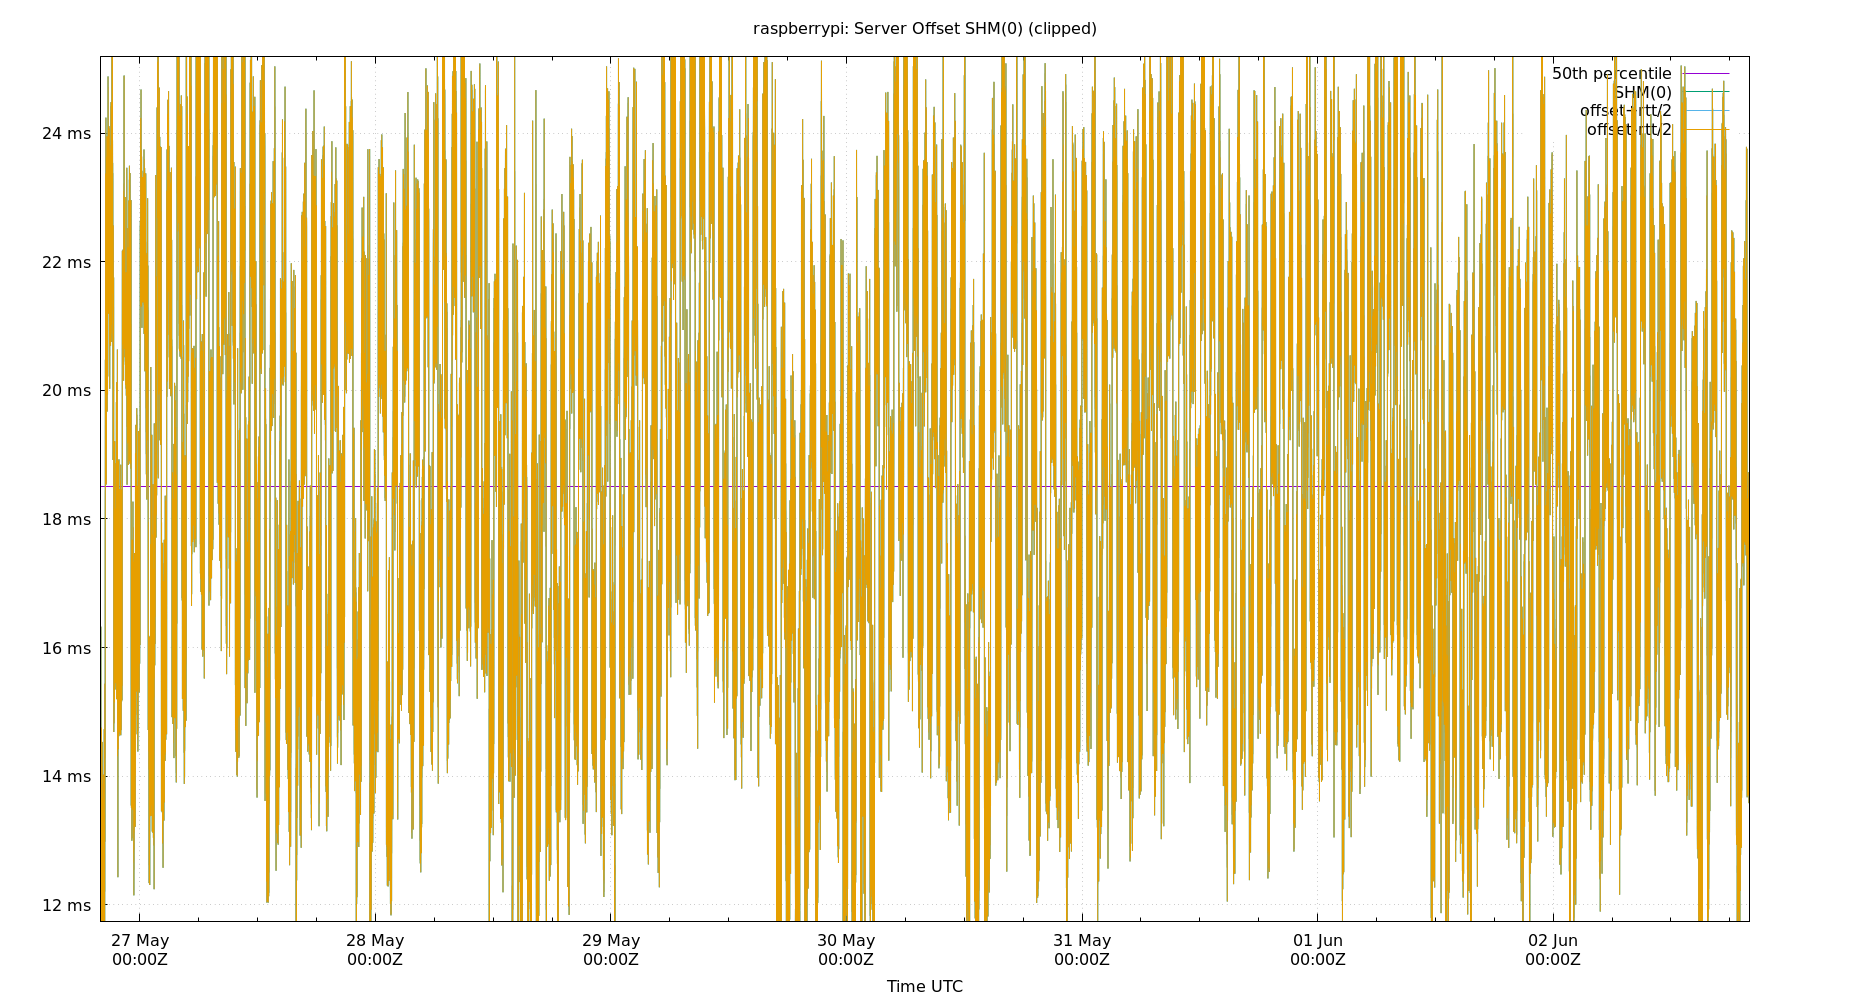 raspberrypi: Server Offset SHM(0) (clipped)
50th percentile
SHM(0)
offset+rtt/2
offset-rtt/2
24 ms
22 ms
20 ms
18 ms
16 ms
14 ms
12 ms
27 May 28 May 29 May 30 May 31 May 01 Jun 02 Jun
00:00Z 00:00Z 00:00Z 00:00Z 00:00Z 00:00Z 00:00Z
Time UTC